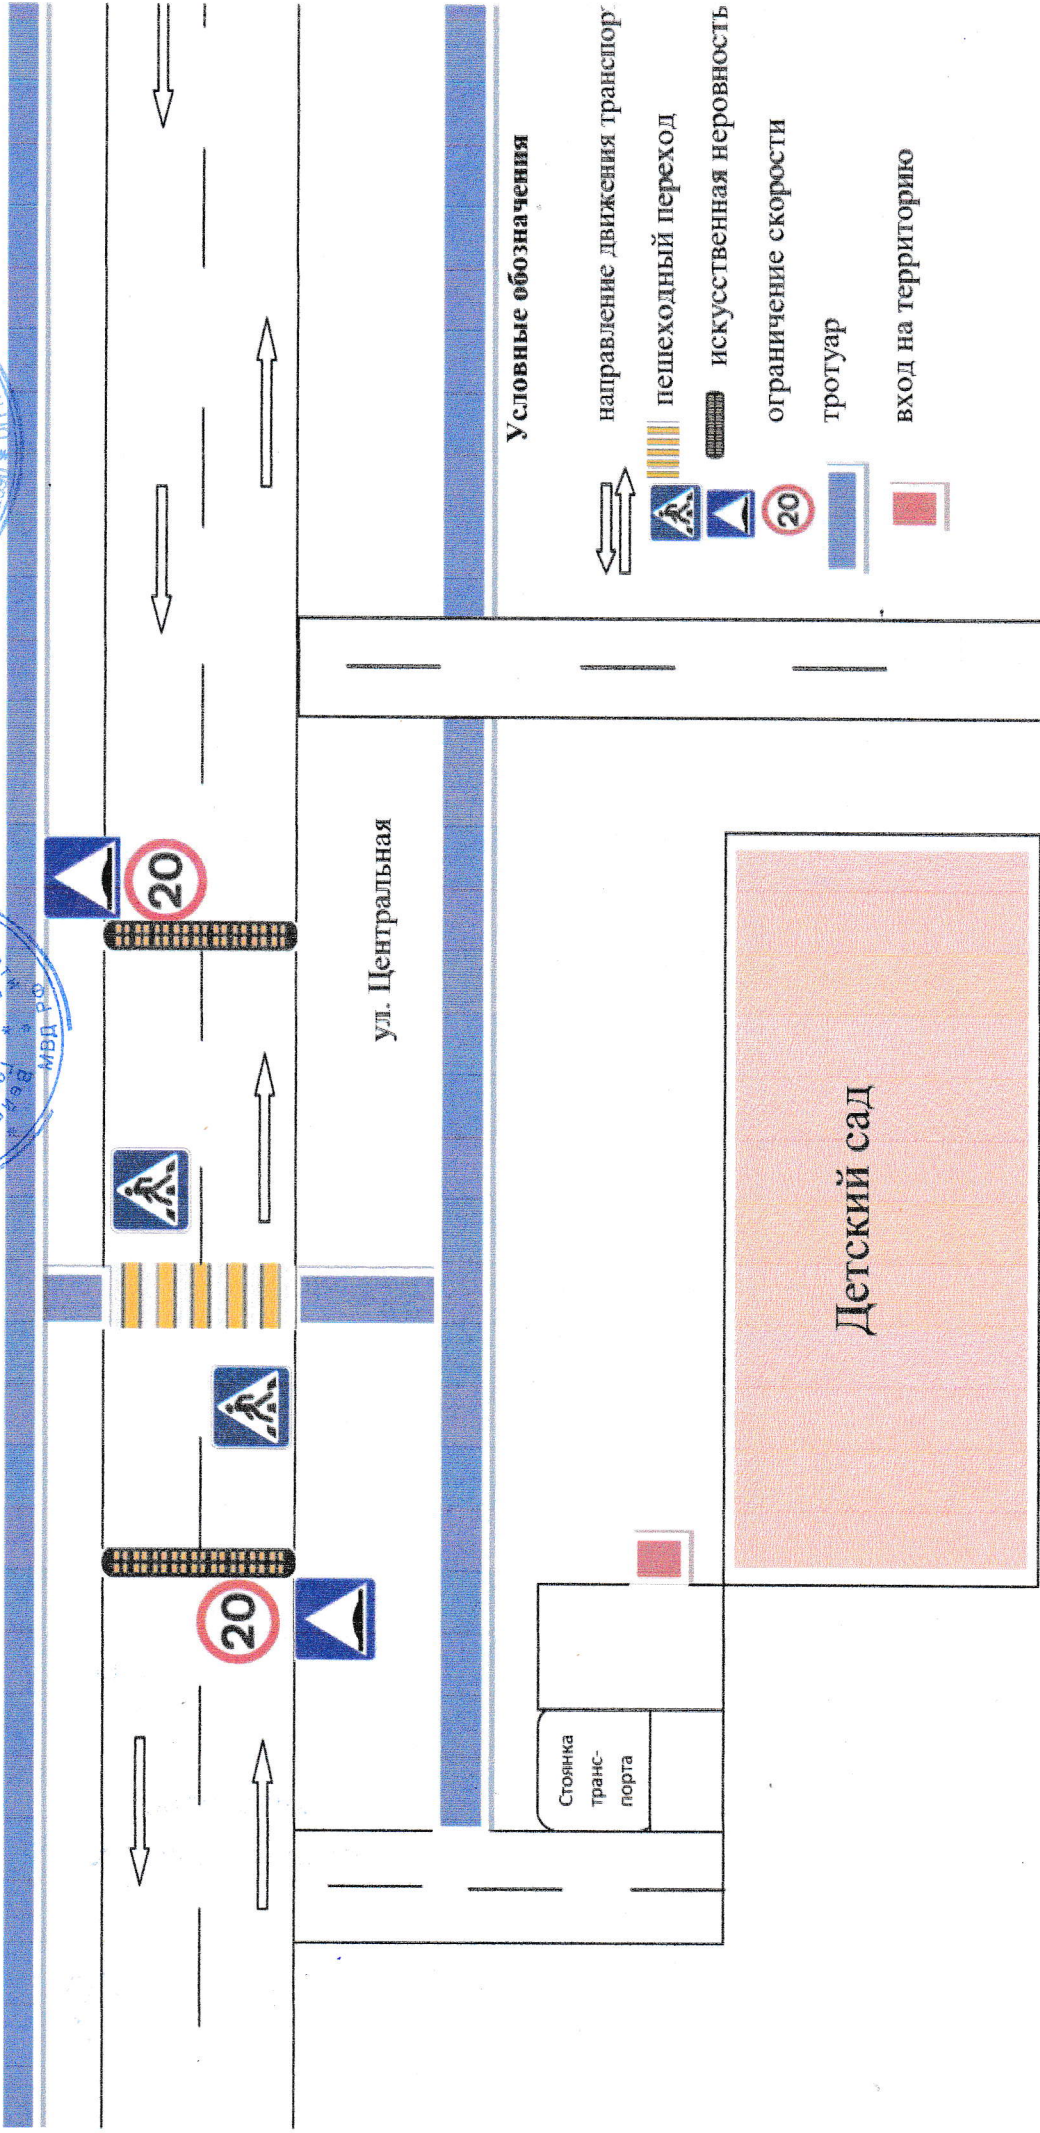 МВД РФ
20
ул. Центральная
20
Стоянка
транс-
порта
Детский сад
Условные обозначения
направление движения транспор
пешеходный переход
искусственная неровность
20
ограничение скорости
тротуар
вход на территорию